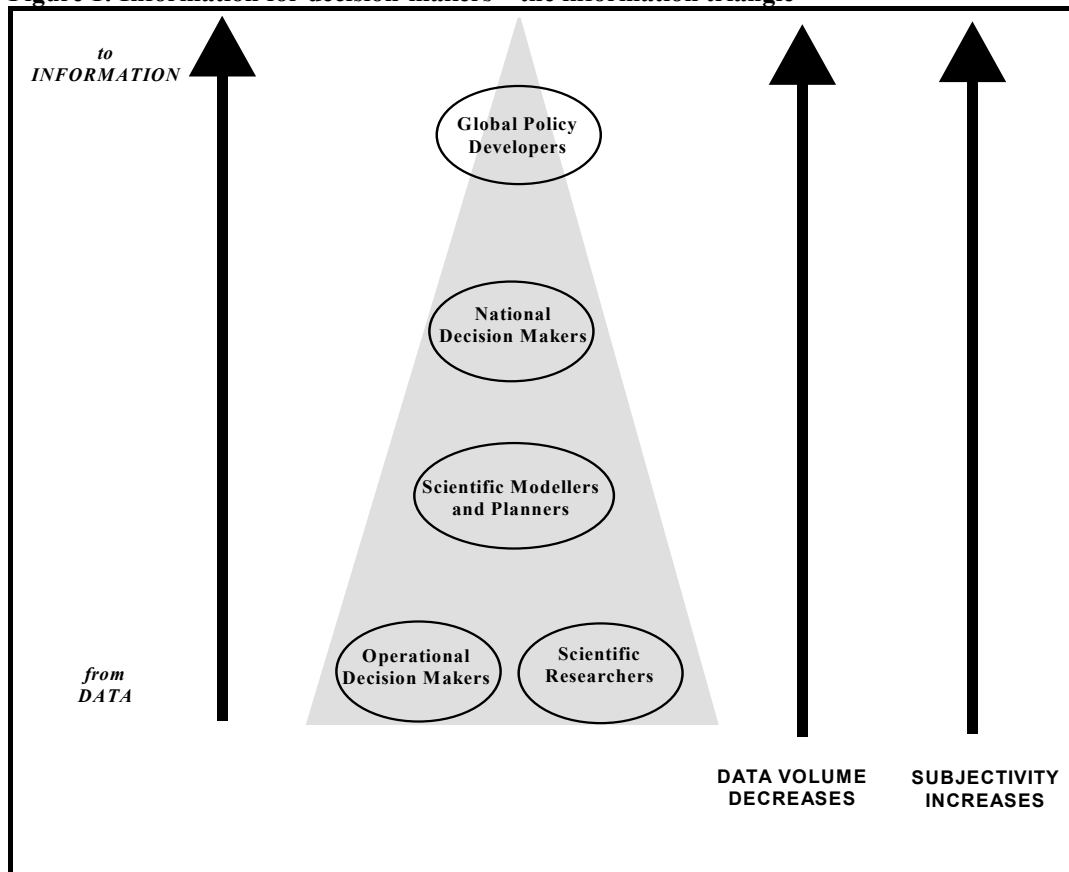 Figure 1. Information for decision-makers – the information triangle
to
INFORMATION
Global Policy
Developers
National
Decision Makers
Scientific Modellers
and Planners
Operational
Decision Makers
Scientific
Researchers
from
DATA
DATA VOLUME
DECREASES
SUBJECTIVITY
INCREASES